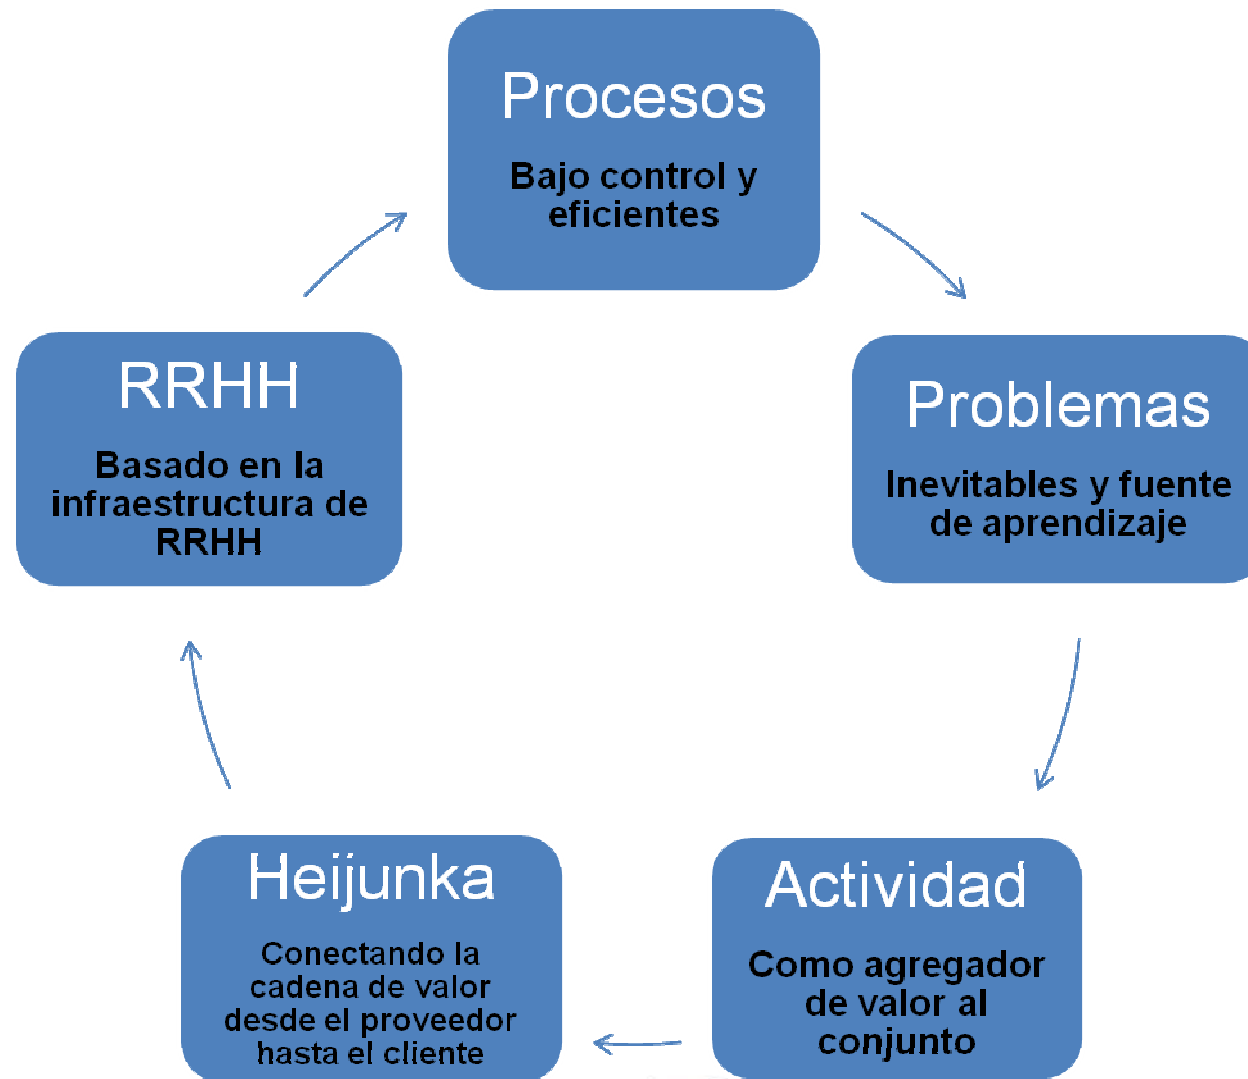 Procesos
Bajo control y
eficientes
RRHH
Basado en la
infraestructura de
RRHH
Problemas
Inevitables y fuente
de aprendizaje
Heijunka
Conectando la
cadena de valor
desde el proveedor
hasta el cliente
Actividad
Como agregador
de valor al
conjunto